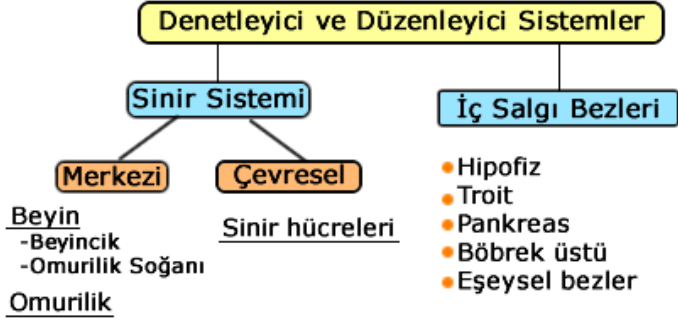 Denetleyici ve Düzenleyici Sistemler
Sinir Sistemi
Merkezi
Beyin
-Beyincik
-Omurilik Soğanı
Omurilik
Çevresel
Sinir hücreleri
İç Salgı Bezleri
Hipofiz
Troit
Pankreas
Böbrek üstü
Eşeysel bezler